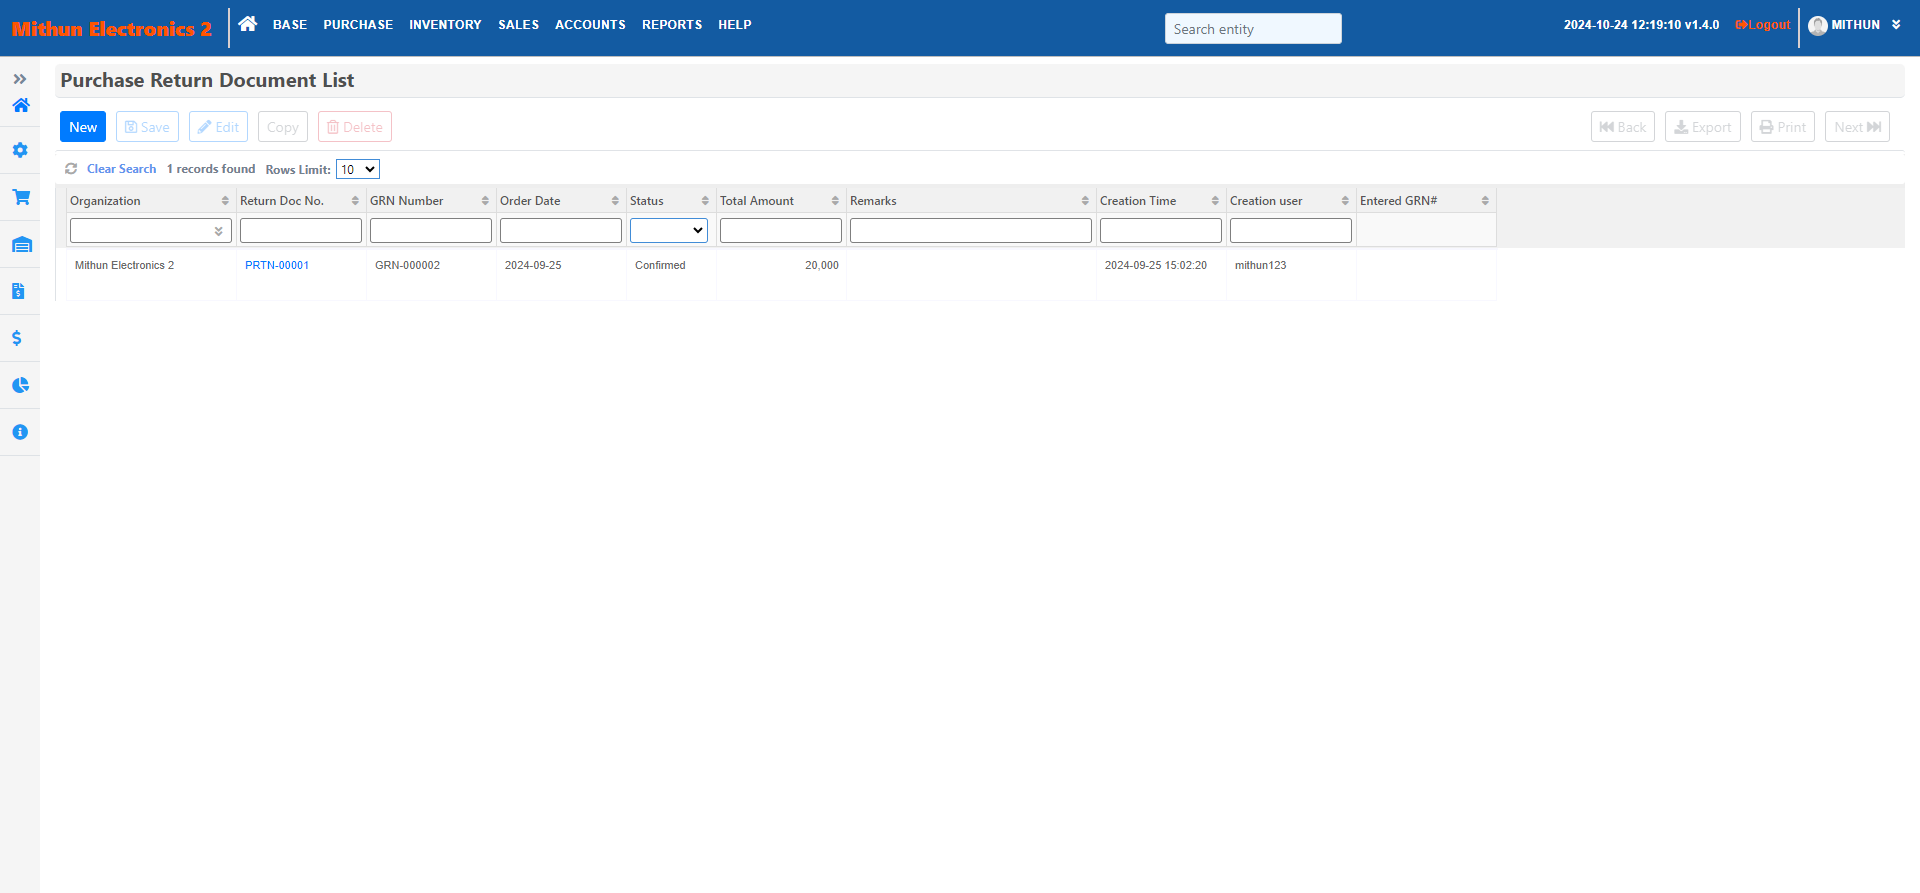 Mithun Electronics 2 BASE PURCHASE INVENTORY SALES ACCOUNTS REPORTS HELP Search entity 2024-10-24 12:19:10 v1.4.0 Logout MITHUN
Purchase Return Document List
New Save Edit Copy Delete Back Export Print Next
Clear Search 1 records found Rows Limit: 10
Organization Return Doc No. GRN Number Order Date Status Total Amount Remarks Creation Time Creation user Entered GRN#
Mithun Electronics 2 PRTN-00001 GRN-000002 2024-09-25 Confirmed 20,000 2024-09-25 15:02:20 mithun123